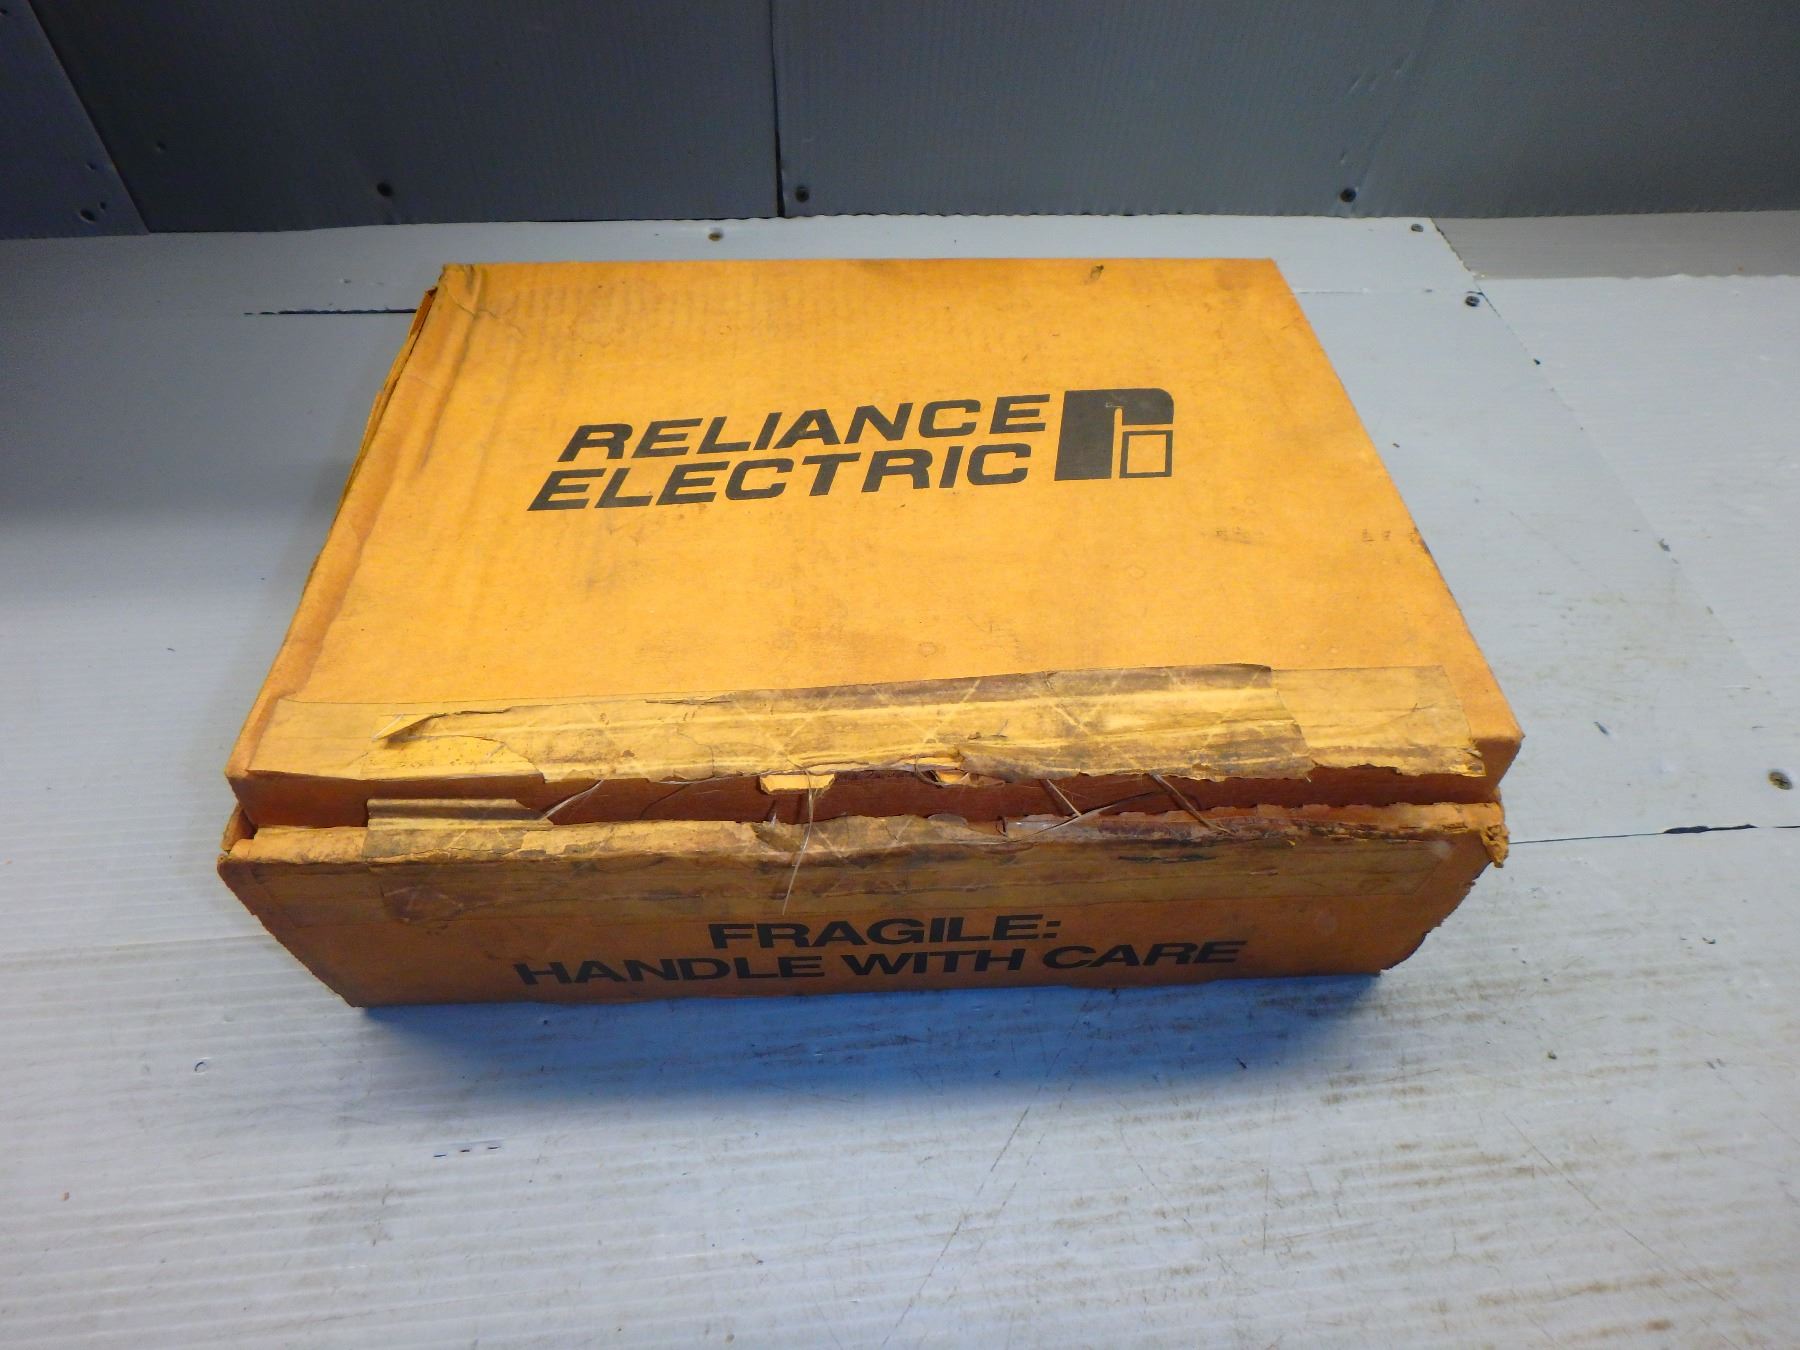 RELIANCE
ELECTRIC
FRAGILE:
HANDLE WITH CARE